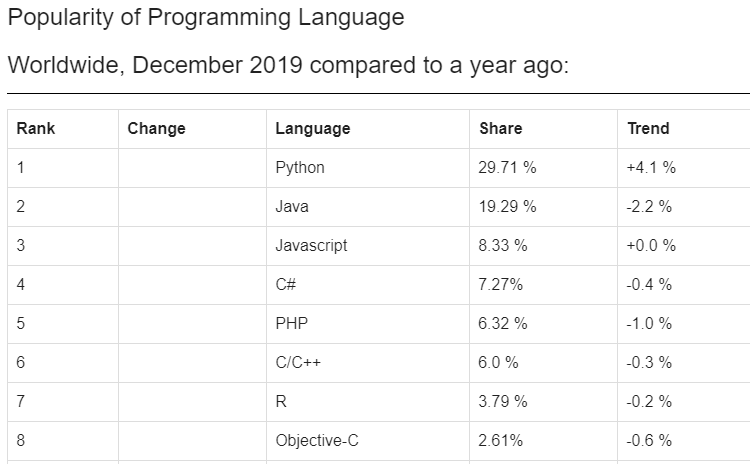 Popularity of Programming Language
Worldwide, December 2019 compared to a year ago:
Rank Change Language Share Trend
1 Python 29.71 % +4.1 %
2 Java 19.29 % -2.2 %
3 Javascript 8.33 % +0.0 %
4 C# 7.27% -0.4 %
5 PHP 6.32 % -1.0 %
6 C/C++ 6.0 % -0.3 %
7 R 3.79 % -0.2 %
8 Objective-C 2.61% -0.6 %